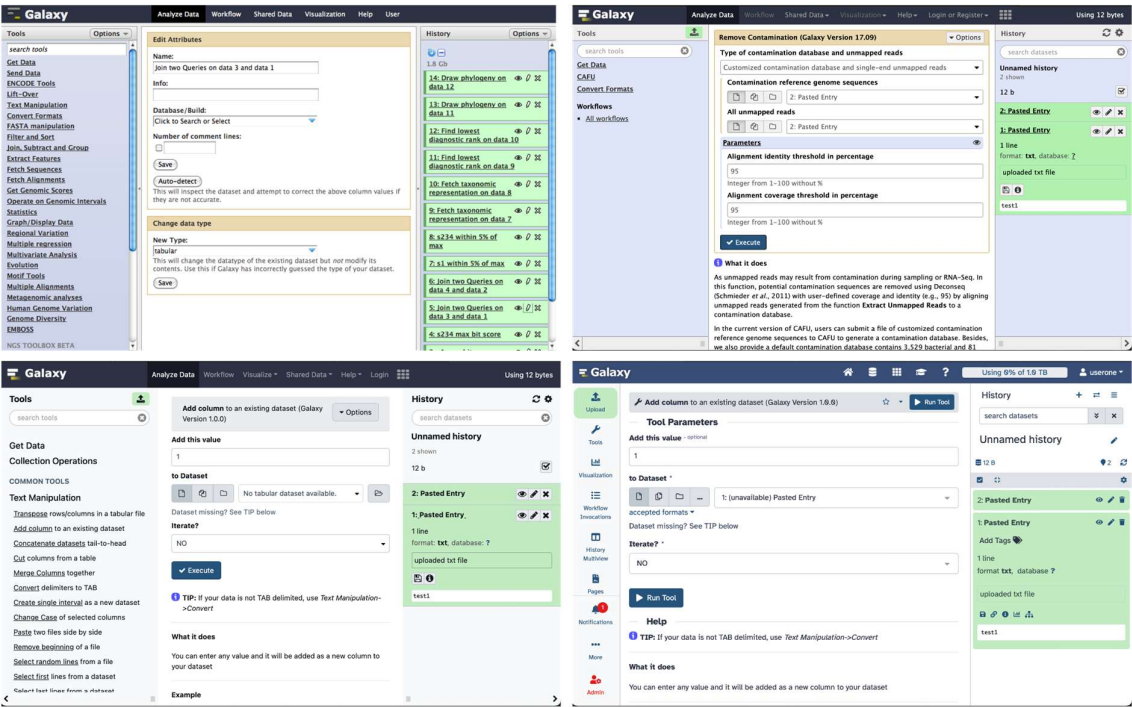 Galaxy
Analyze Data Workflow Shared Data Visualization Help User
Tools Options
search tools
Get Data
Send Data
ENCODE Tools
Lift-Over
Text Manipulation
Convert Formats
FASTA manipulation
Filter and Sort
Join, Subtract and Group
Extract Features
Fetch Sequences
Fetch Alignments
Get Genomic Scores
Operate on Genomic Intervals
Statistics
Graph/Display Data
Regional Variation
Multiple regression
Multivariate Analysis
Evolution
Motif Tools
Multiple Alignments
Metagenomic analyses
Human Genome Variation
Genome Diversity
EMBOSS
NGS TOOLBOX BETA
Edit Attributes
Name:
Join two Queries on data 3 and data 1
Info:
Database/Build:
Click to Search or Select
Number of comment lines:
Save
Auto-detect
This will inspect the dataset and attempt to correct the above column values if
they are not accurate.
Change data type
New Type:
tabular
This will change the datatype of the existing dataset but not modify its
contents. Use this if Galaxy has incorrectly guessed the type of your dataset.
Save
History Options
1.8 Gb
14: Draw phylogeny on
data 12
13: Draw phylogeny on
data 11
12: Find lowest
diagnostic rank on data 10
11: Find lowest
diagnostic rank on data 9
10: Fetch taxonomic
representation on data 8
9: Fetch taxonomic
representation on data 7
8: s234 within 5% of
max
7: s1 within 5% of max
6: Join two Queries on
data 4 and data 2
5: Join two Queries on
data 3 and data 1
4: s234 max bit score
Galaxy
Analyze Data Workflow Shared Data Visualization Help Login or Register Using 12 bytes
Tools
search tools
Get Data
CAFU
Convert Formats
Workflows
• All workflows
Remove Contamination (Galaxy Version 17.09) Options
Type of contamination database and unmapped reads
Customized contamination database and single-end unmapped reads
Contamination reference genome sequences
2: Pasted Entry
All unmapped reads
2: Pasted Entry
Parameters
Alignment identity threshold in percentage
95
Integer from 1-100 without %
Alignment coverage threshold in percentage
95
Integer from 1-100 without %
Execute
What it does
As unmapped reads may result from contamination during sampling or RNA-Seq. In
this function, potential contamination sequences are removed using Deconseq
(Schmieder et al., 2011) with user-defined coverage and identity (e.g., 95) by aligning
unmapped reads generated from the function Extract Unmapped Reads to a
contamination database.
In the current version of CAFU, users can submit a file of customized contamination
reference genome sequences to CAFU to generate a contamination database. Besides,
we also provide a default contamination database contains 3,529 bacterial and 81
History
search datasets
Unnamed history
2 shown
12 b
2: Pasted Entry
1: Pasted Entry
1 line
format: txt, database: ?
uploaded txt file
test1
Galaxy
Analyze Data Workflow Visualize Shared Data Help Login Using 12 bytes
Tools
search tools
Get Data
Collection Operations
COMMON TOOLS
Text Manipulation
Transpose rows/columns in a tabular file
Add column to an existing dataset
Concatenate datasets tail-to-head
Cut columns from a table
Merge Columns together
Convert delimiters to TAB
Create single interval as a new dataset
Change Case of selected columns
Paste two files side by side
Remove beginning of a file
Select random lines from a file
Select first lines from a dataset
Select last lines from a dataset
Add column to an existing dataset (Galaxy
Version 1.0.0)
Options
Add this value
1
to Dataset
No tabular dataset available.
Dataset missing? See TIP below
Iterate?
NO
Execute
TIP: If your data is not TAB delimited, use Text Manipulation-
>Convert
What it does
You can enter any value and it will be added as a new column to
your dataset
Example
History
search datasets
Unnamed history
2 shown
12 b
2: Pasted Entry
1: Pasted Entry
1 line
format: txt, database: ?
uploaded txt file
test1
Galaxy
Using 0% of 1.0 TB userone
Upload
Tools
Visualization
Workflow
Invocations
History
Multiview
Pages
1
Notifications
More
Admin
Add column to an existing dataset (Galaxy Version 1.0.0) Run Tool
Tool Parameters
Add this value - optional
1
to Dataset *
1: (unavailable) Pasted Entry
accepted formats
Dataset missing? See TIP below
Iterate? *
NO
Run Tool
Help
TIP: If your data is not TAB delimited, use Text Manipulation->Convert
What it does
You can enter any value and it will be added as a new column to your dataset
History
search datasets
Unnamed history
12 B 2
2: Pasted Entry
1: Pasted Entry
Add Tags
1 line
format txt, database ?
uploaded txt file
test1